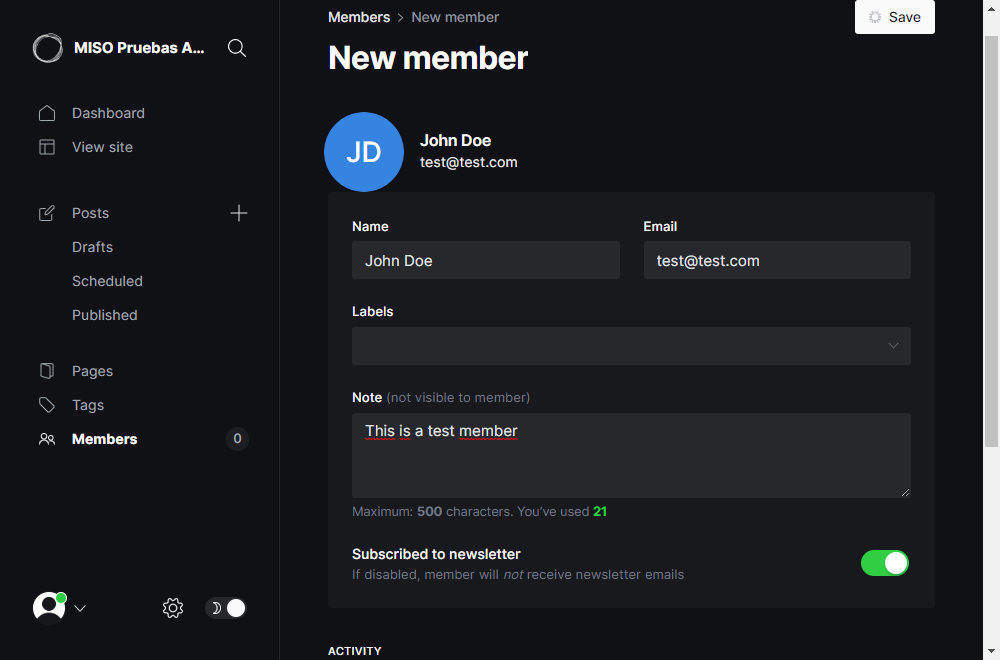 MISO Pruebas A...
Dashboard
View site
Posts
Drafts
Scheduled
Published
Pages
Tags
Members 0
Members > New member
Save
New member
JD
John Doe
test@test.com
Name
John Doe
Email
test@test.com
Labels
Note (not visible to member)
This is a test member
Maximum: 500 characters. You've used 21
Subscribed to newsletter
If disabled, member will not receive newsletter emails
ACTIVITY